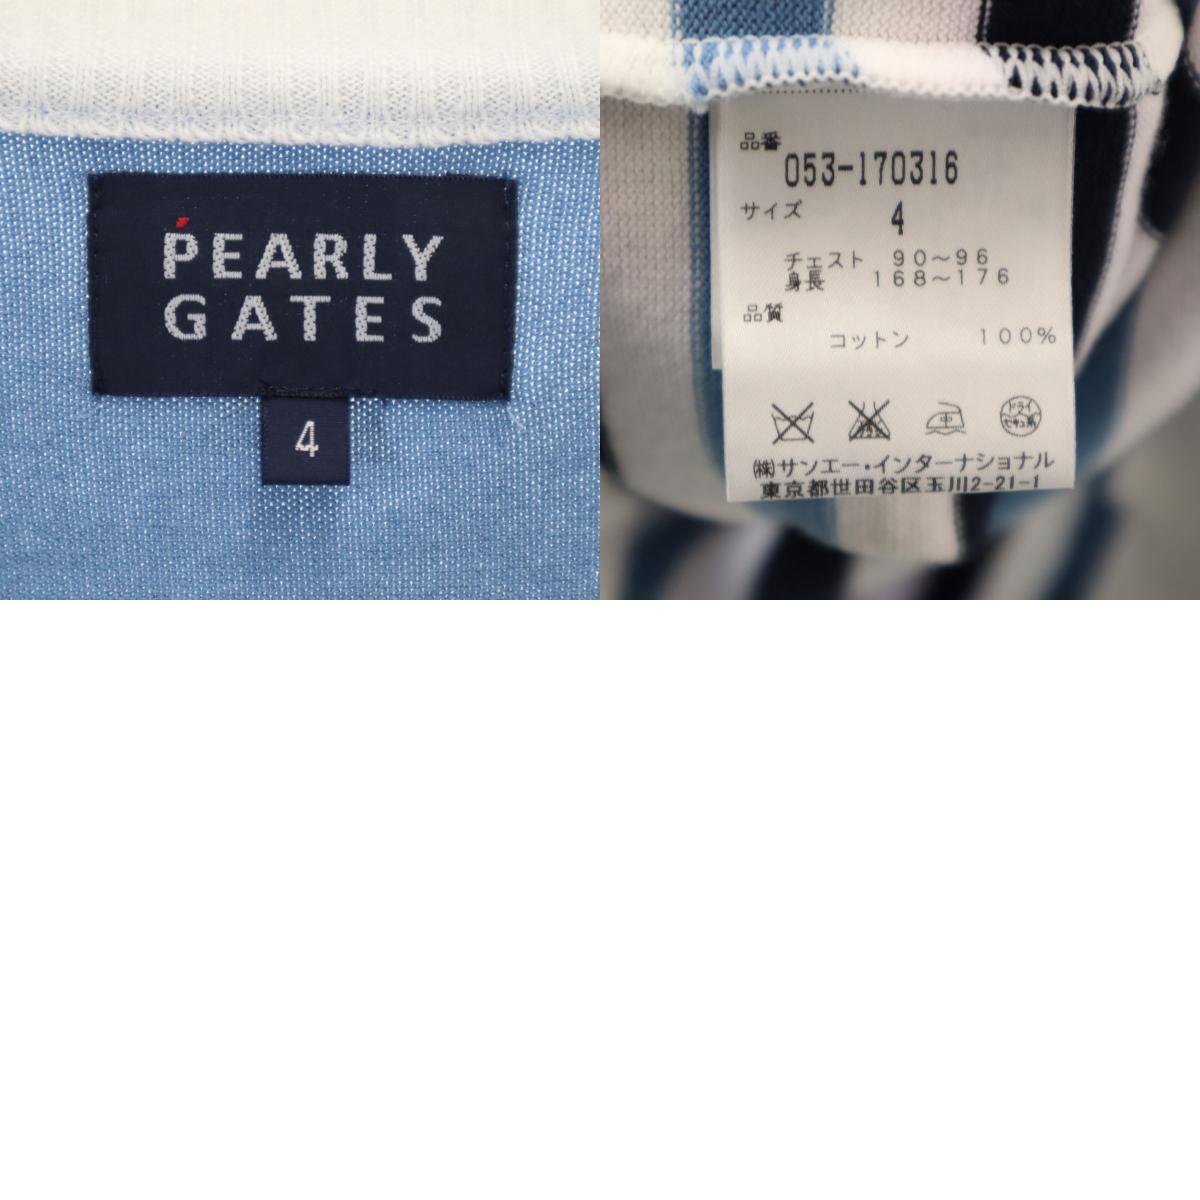 PEARLY
GATES
4
品番
053-170316
サイズ 4
チェスト 90~96
身長 168~176
品質
コットン 100%
中
ドライ
セキユ系
㈱サンエー・インターナショナル
東京都世田谷区玉川2-21-1